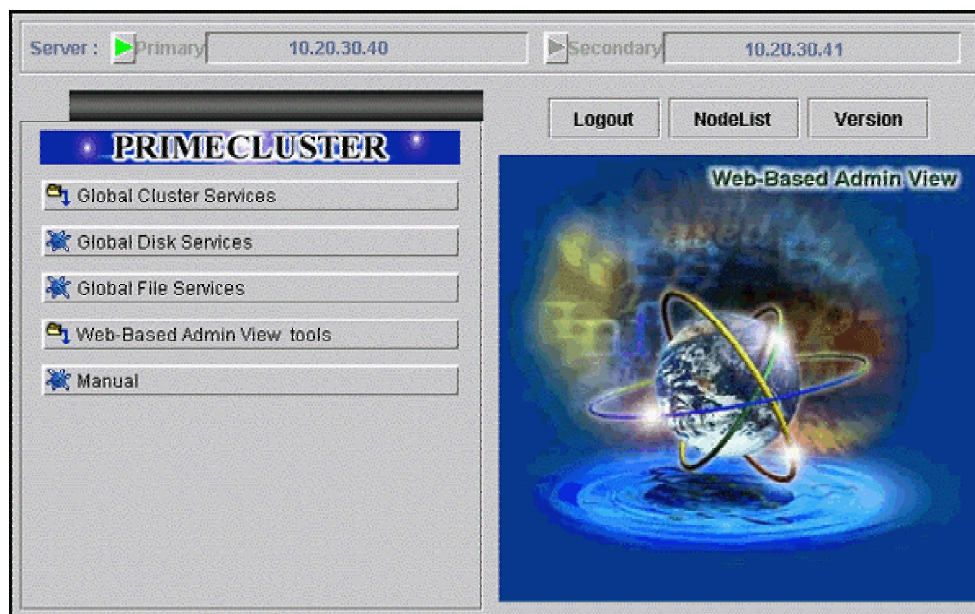 Server : Primary 10.20.30.40 Secondary 10.20.30.41
Logout NodeList Version
PRIMECLUSTER
Global Cluster Services
Global Disk Services
Global File Services
Web-Based Admin View tools
Manual
Web-Based Admin View